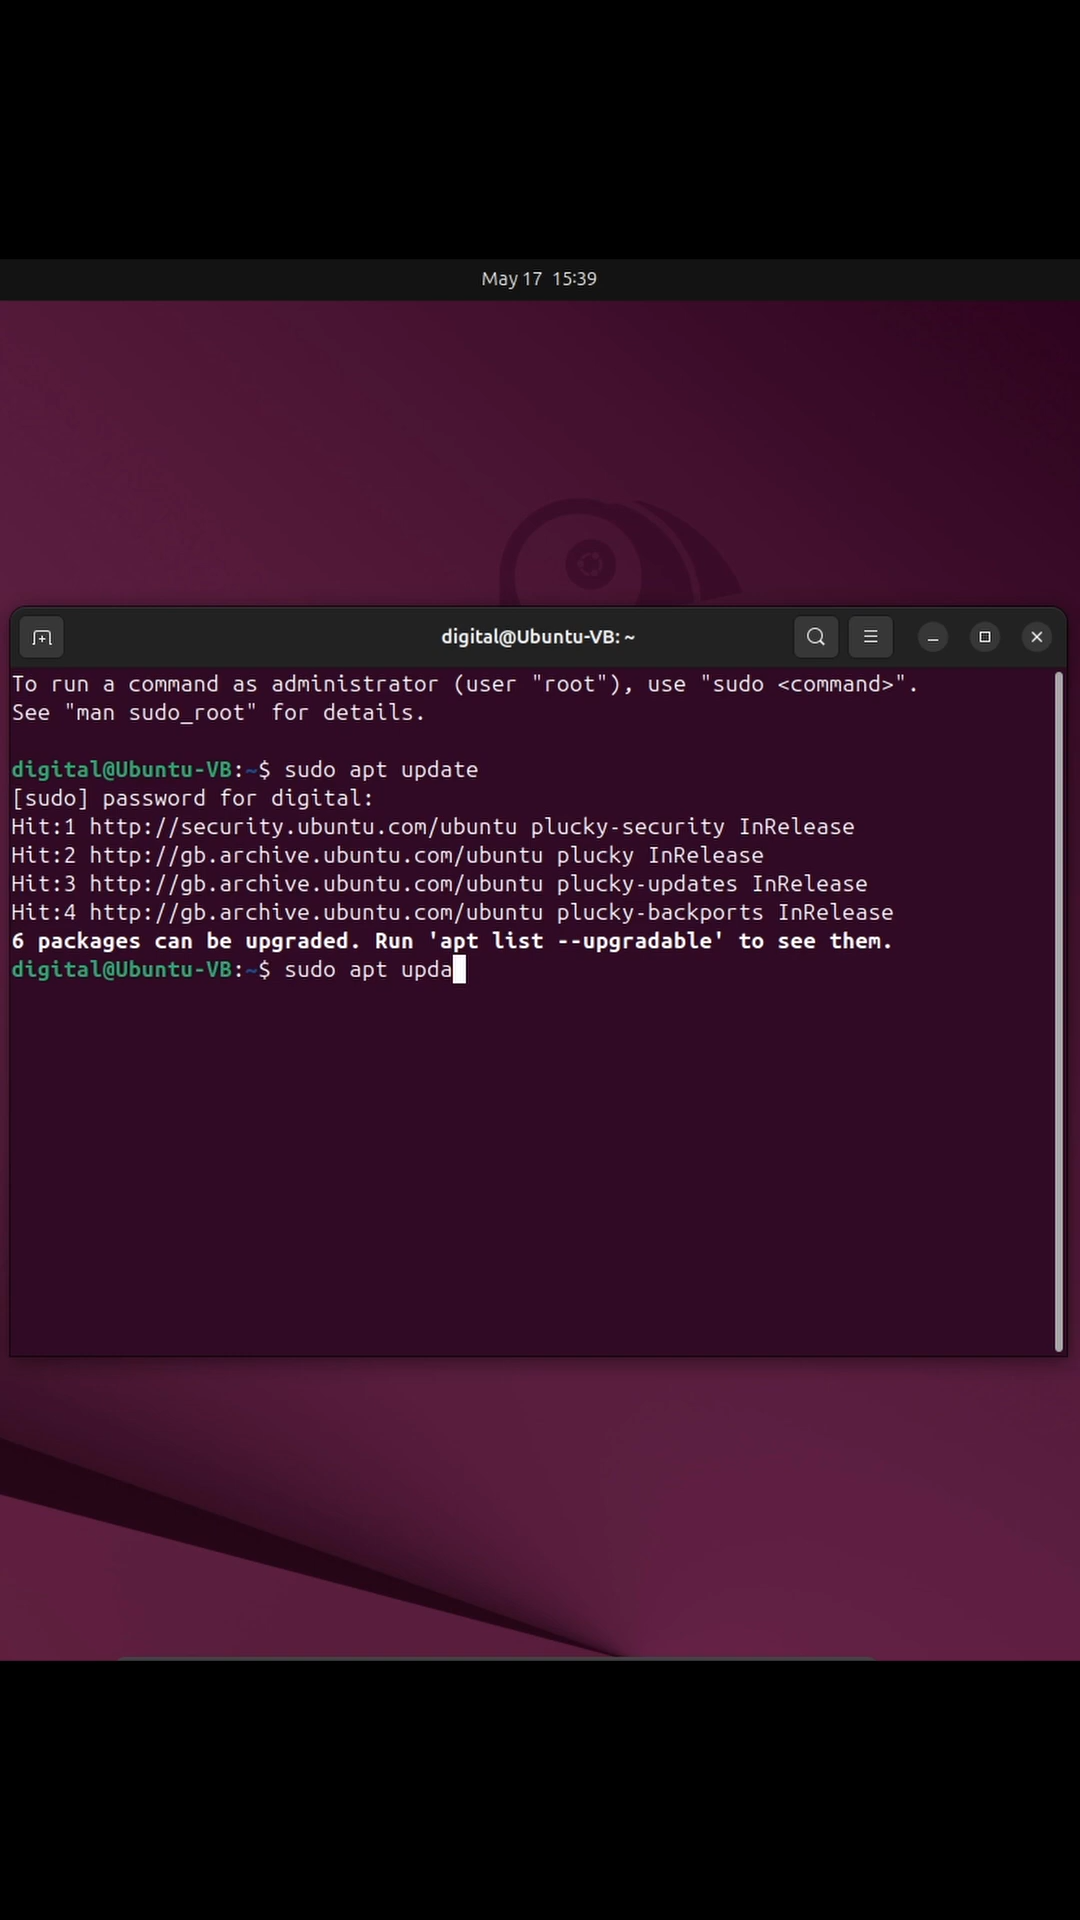 May 17 15:39
digital@Ubuntu-VB: ~
To run a command as administrator (user "root"), use "sudo <command>".
See "man sudo_root" for details.
digital@Ubuntu-VB:~$ sudo apt update
[sudo] password for digital:
Hit:1 http://security.ubuntu.com/ubuntu plucky-security InRelease
Hit:2 http://gb.archive.ubuntu.com/ubuntu plucky InRelease
Hit:3 http://gb.archive.ubuntu.com/ubuntu plucky-updates InRelease
Hit:4 http://gb.archive.ubuntu.com/ubuntu plucky-backports InRelease
6 packages can be upgraded. Run 'apt list --upgradable' to see them.
digital@Ubuntu-VB:~$ sudo apt upda